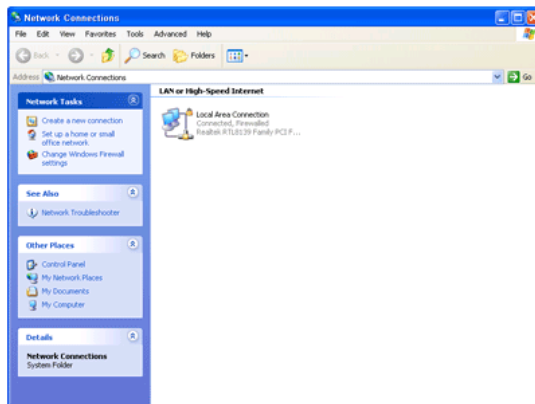 Network Connections
File Edit View Favorites Tools Advanced Help
Back Search Folders
Address Network Connections Go
Network Tasks
Create a new connection
Set up a home or small
office network
Change Windows Firewall
settings
See Also
Network Troubleshooter
Other Places
Control Panel
My Network Places
My Documents
My Computer
Details
Network Connections
System Folder
LAN or High-Speed Internet
Local Area Connection
Connected, Firewalled
Realtek RTL8139 Family PCI F...